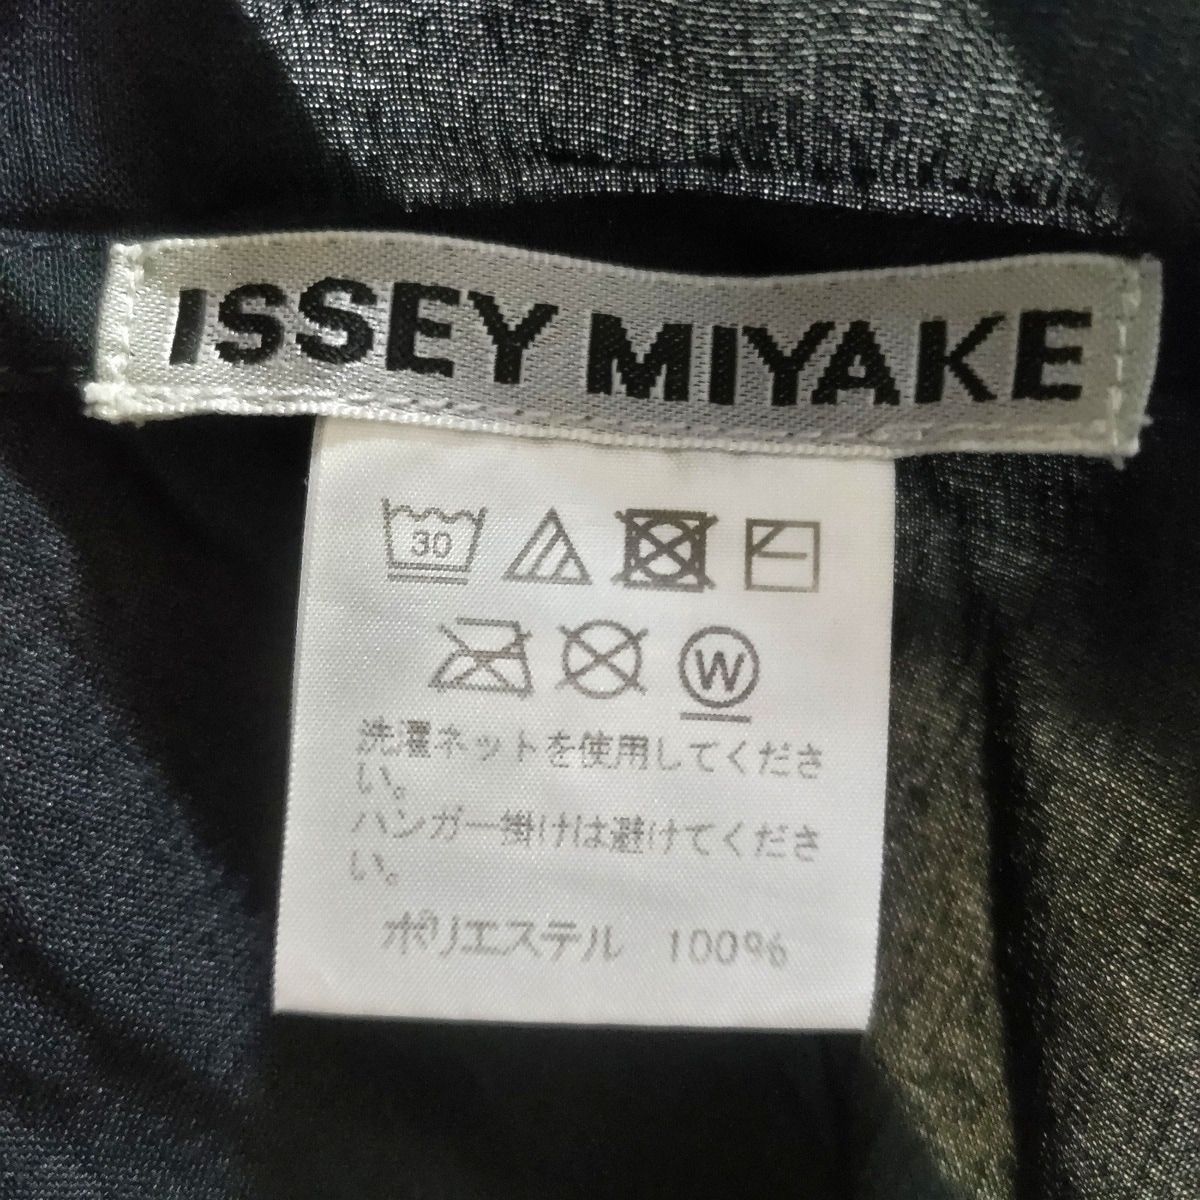 ISSEY MIYAKE
30
W
洗濯ネットを使用してくださ
い。
ハンガー掛けは避けてくださ
い。
ポリエステル 100%